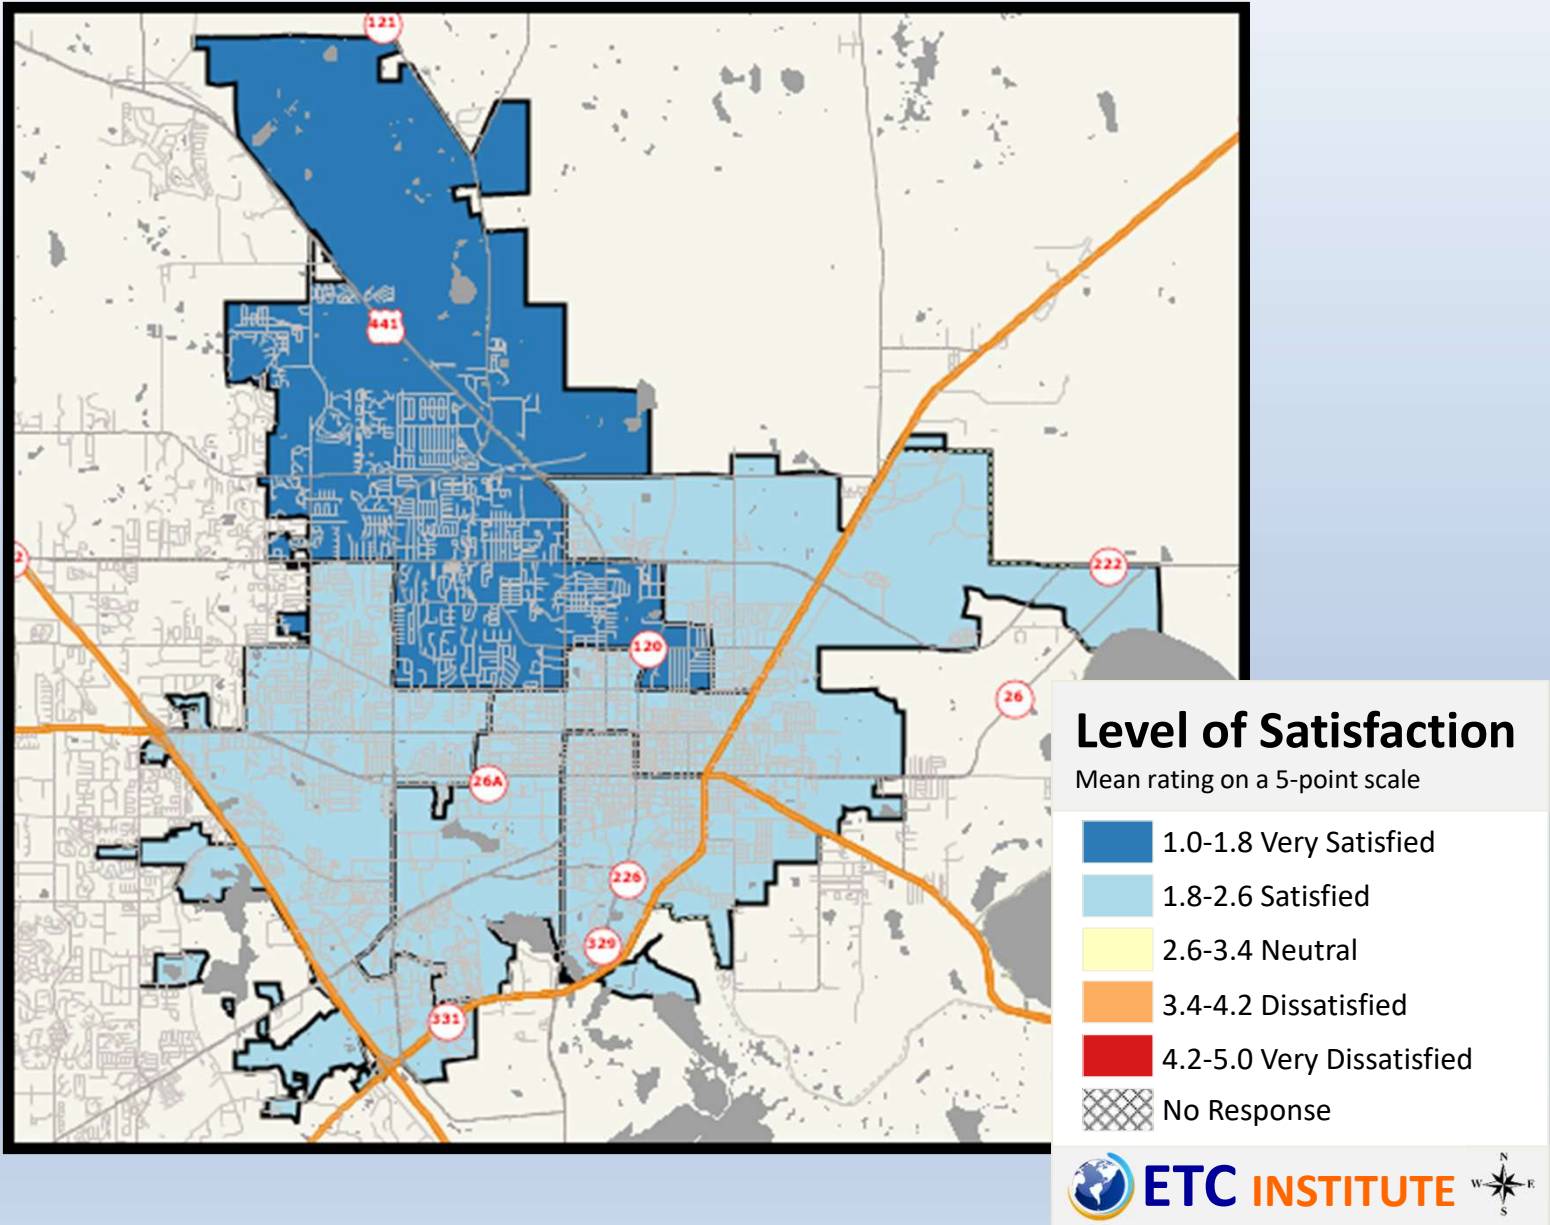 121
441
2
222
120
26
26A
226
329
331
Level of Satisfaction
Mean rating on a 5-point scale
1.0-1.8 Very Satisfied
1.8-2.6 Satisfied
2.6-3.4 Neutral
3.4-4.2 Dissatisfied
4.2-5.0 Very Dissatisfied
No Response
ETC INSTITUTE
N
W E
S